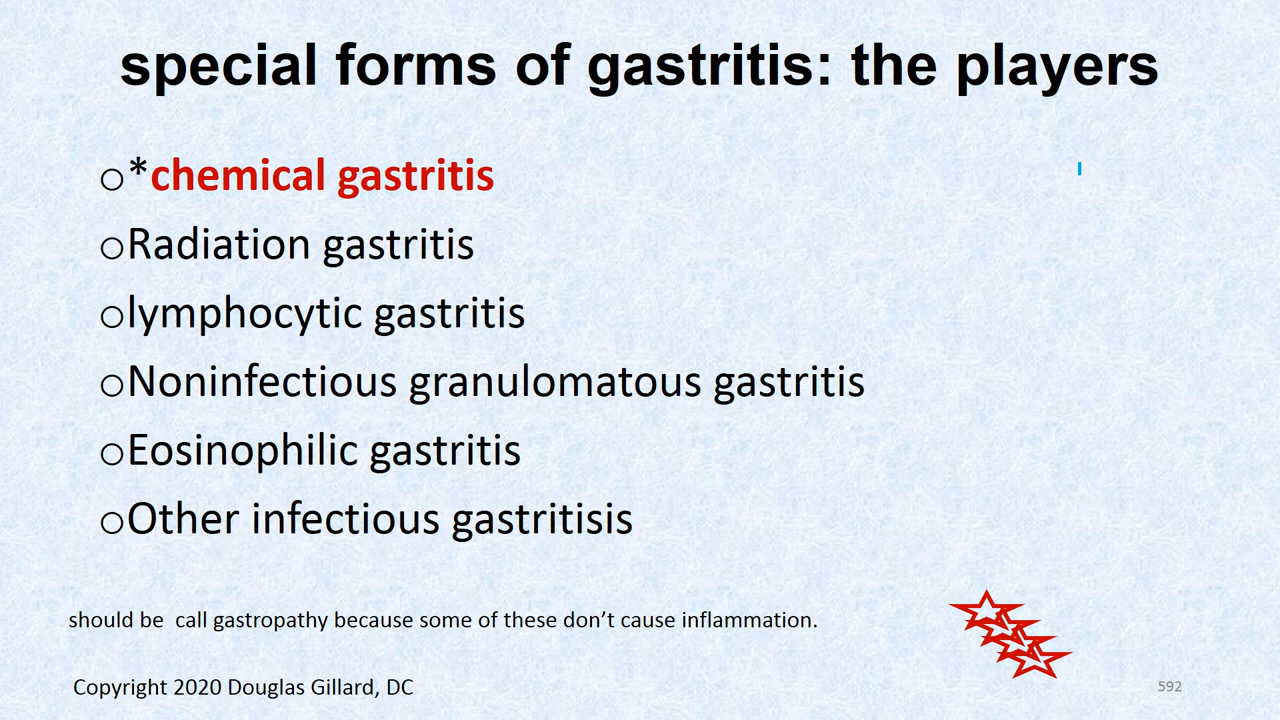 special forms of gastritis: the players
o*chemical gastritis
oRadiation gastritis
olymphocytic gastritis
oNoninfectious granulomatous gastritis
oEosinophilic gastritis
oOther infectious gastritisis
should be  call gastropathy because some of these don’t cause inflammation.
Copyright 2020 Douglas Gillard, DC
592